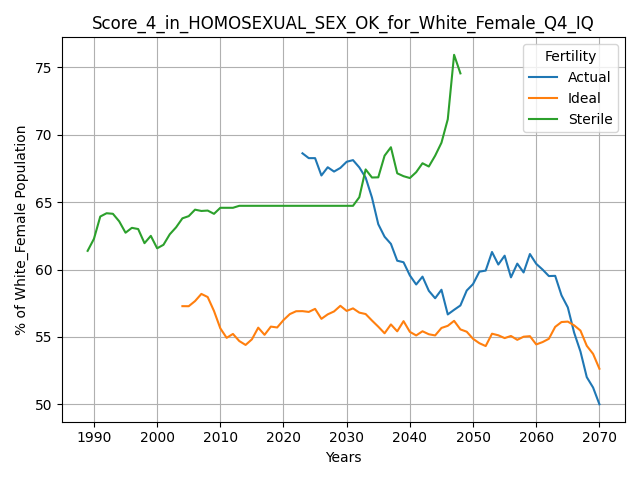 Score_4_in_HOMOSEXUAL_SEX_OK_for_White_Female_Q4_IQ
Fertility
Actual
Ideal
Sterile
% of White_Female Population
75
70
65
60
55
50
1990 2000 2010 2020 2030 2040 2050 2060 2070
Years